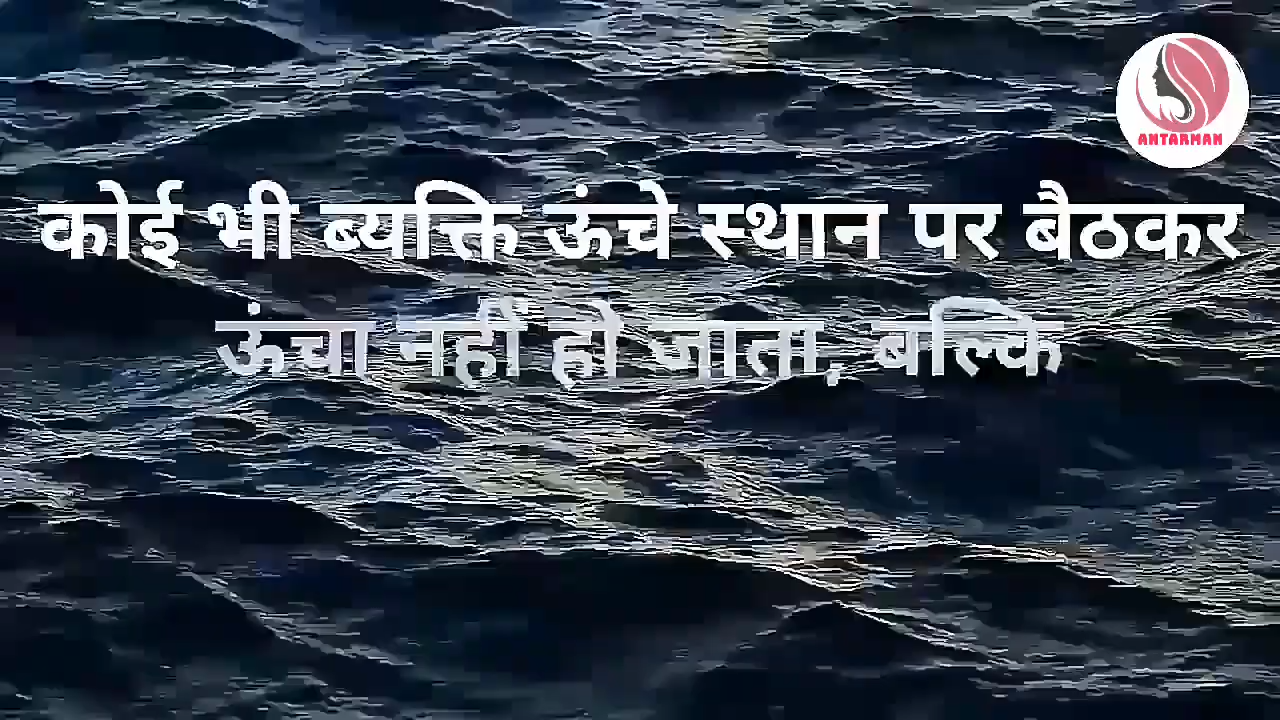 ANTARMAN
कोई भी ब्यक्ति ऊंचे स्थान पर बैठकर
ऊंचा नहीं हो जाता, बल्कि